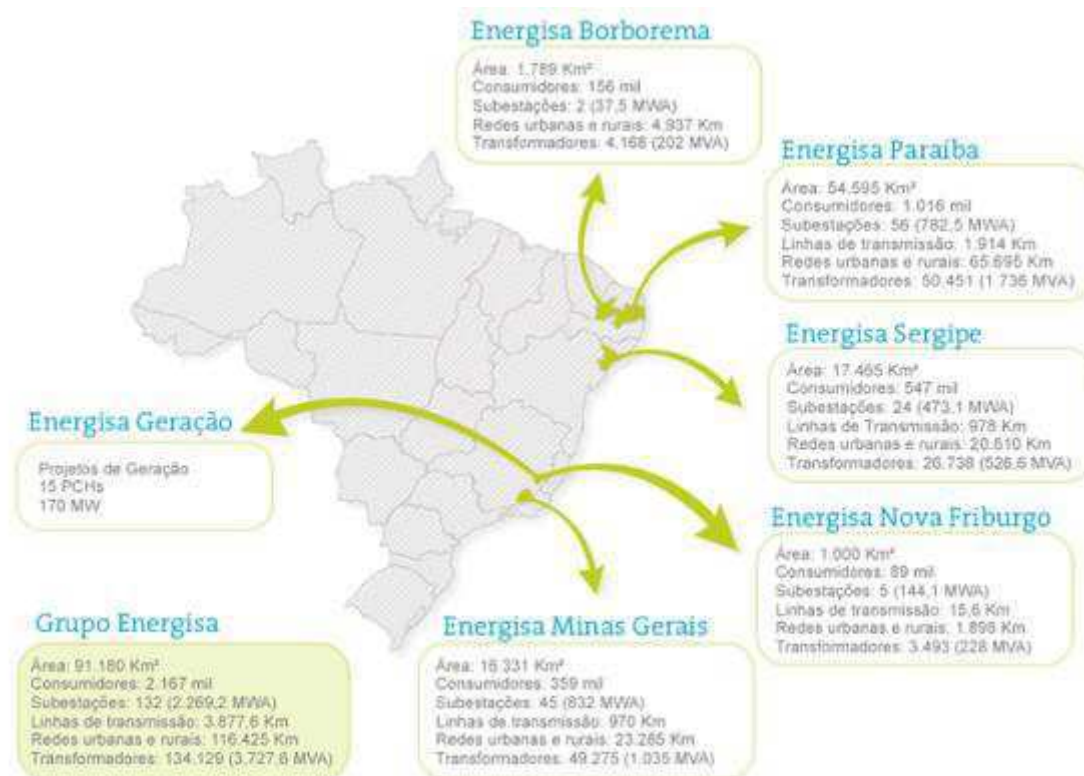 Energisa Borborema
Área: 1.789 Km²
Consumidores: 156 mil
Subestações: 2 (37,5 MWA)
Redes urbanas e rurais: 4.937 Km
Transformadores: 4.168 (202 MVA)
Energisa Paraíba
Área: 54.595 Km²
Consumidores: 1.016 mil
Subestações: 56 (782,5 MWA)
Linhas de transmissão: 1.914 Km
Redes urbanas e rurais: 65.695 Km
Transformadores: 50.451 (1.736 MVA)
Energisa Sergipe
Área: 17.465 Km²
Consumidores: 547 mil
Subestações: 24 (473,1 MWA)
Linhas de Transmissão: 978 Km
Redes urbanas e rurais: 20.610 Km
Transformadores: 26.738 (526,6 MVA)
Energisa Geração
Projetos de Geração
15 PCHs
170 MW
Energisa Nova Friburgo
Área: 1.000 Km²
Consumidores: 89 mil
Subestações: 5 (144,1 MWA)
Linhas de transmissão: 15,6 Km
Redes urbanas e rurais: 1.898 Km
Transformadores: 3.493 (228 MVA)
Grupo Energisa
Área: 91.180 Km²
Consumidores: 2.167 mil
Subestações: 132 (2.269,2 MWA)
Linhas de transmissão: 3.877,6 Km
Redes urbanas e rurais: 116.425 Km
Transformadores: 134.129 (3.727,6 MVA)
Energisa Minas Gerais
Área: 16.331 Km²
Consumidores: 359 mil
Subestações: 45 (832 MWA)
Linhas de transmissão: 970 Km
Redes urbanas e rurais: 23.285 Km
Transformadores: 49.275 (1.035 MVA)